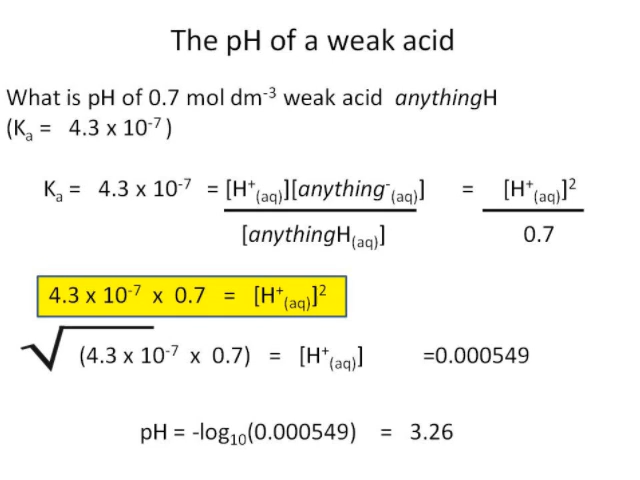 The pH of a weak acid
What is pH of 0.7 mol dm⁻³ weak acid anythingH
(Kₐ = 4.3 x 10⁻⁷)
Kₐ = 4.3 x 10⁻⁷ = [H⁺(aq)][anything⁻(aq)] = [H⁺(aq)]²
[anythingH(aq)] 0.7
4.3 x 10⁻⁷ x 0.7 = [H⁺(aq)]²
√(4.3 x 10⁻⁷ x 0.7) = [H⁺(aq)] =0.000549
pH = -log₁₀(0.000549) = 3.26